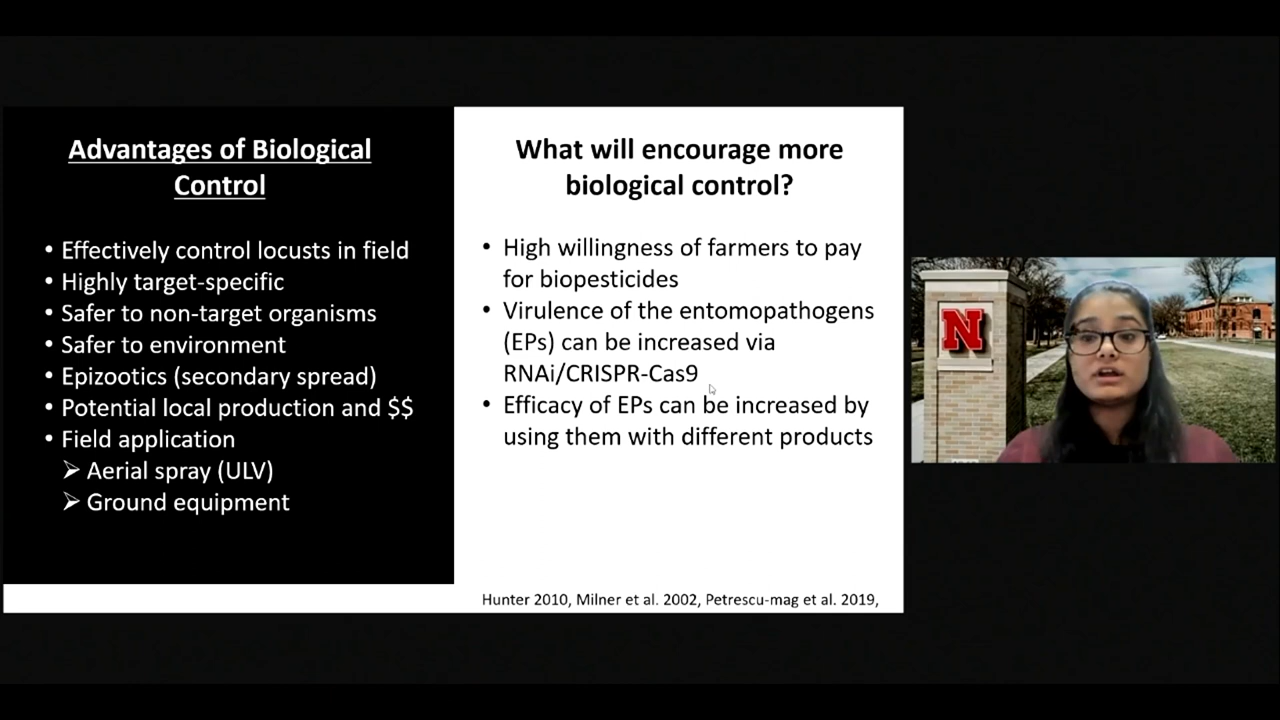 Advantages of Biological
Control
• Effectively control locusts in field
• Highly target-specific
• Safer to non-target organisms
• Safer to environment
• Epizootics (secondary spread)
• Potential local production and $$
• Field application
➢ Aerial spray (ULV)
➢ Ground equipment
What will encourage more
biological control?
• High willingness of farmers to pay
for biopesticides
• Virulence of the entomopathogens
(EPs) can be increased via
RNAi/CRISPR-Cas9
• Efficacy of EPs can be increased by
using them with different products
Hunter 2010, Milner et al. 2002, Petrescu-mag et al. 2019,
N